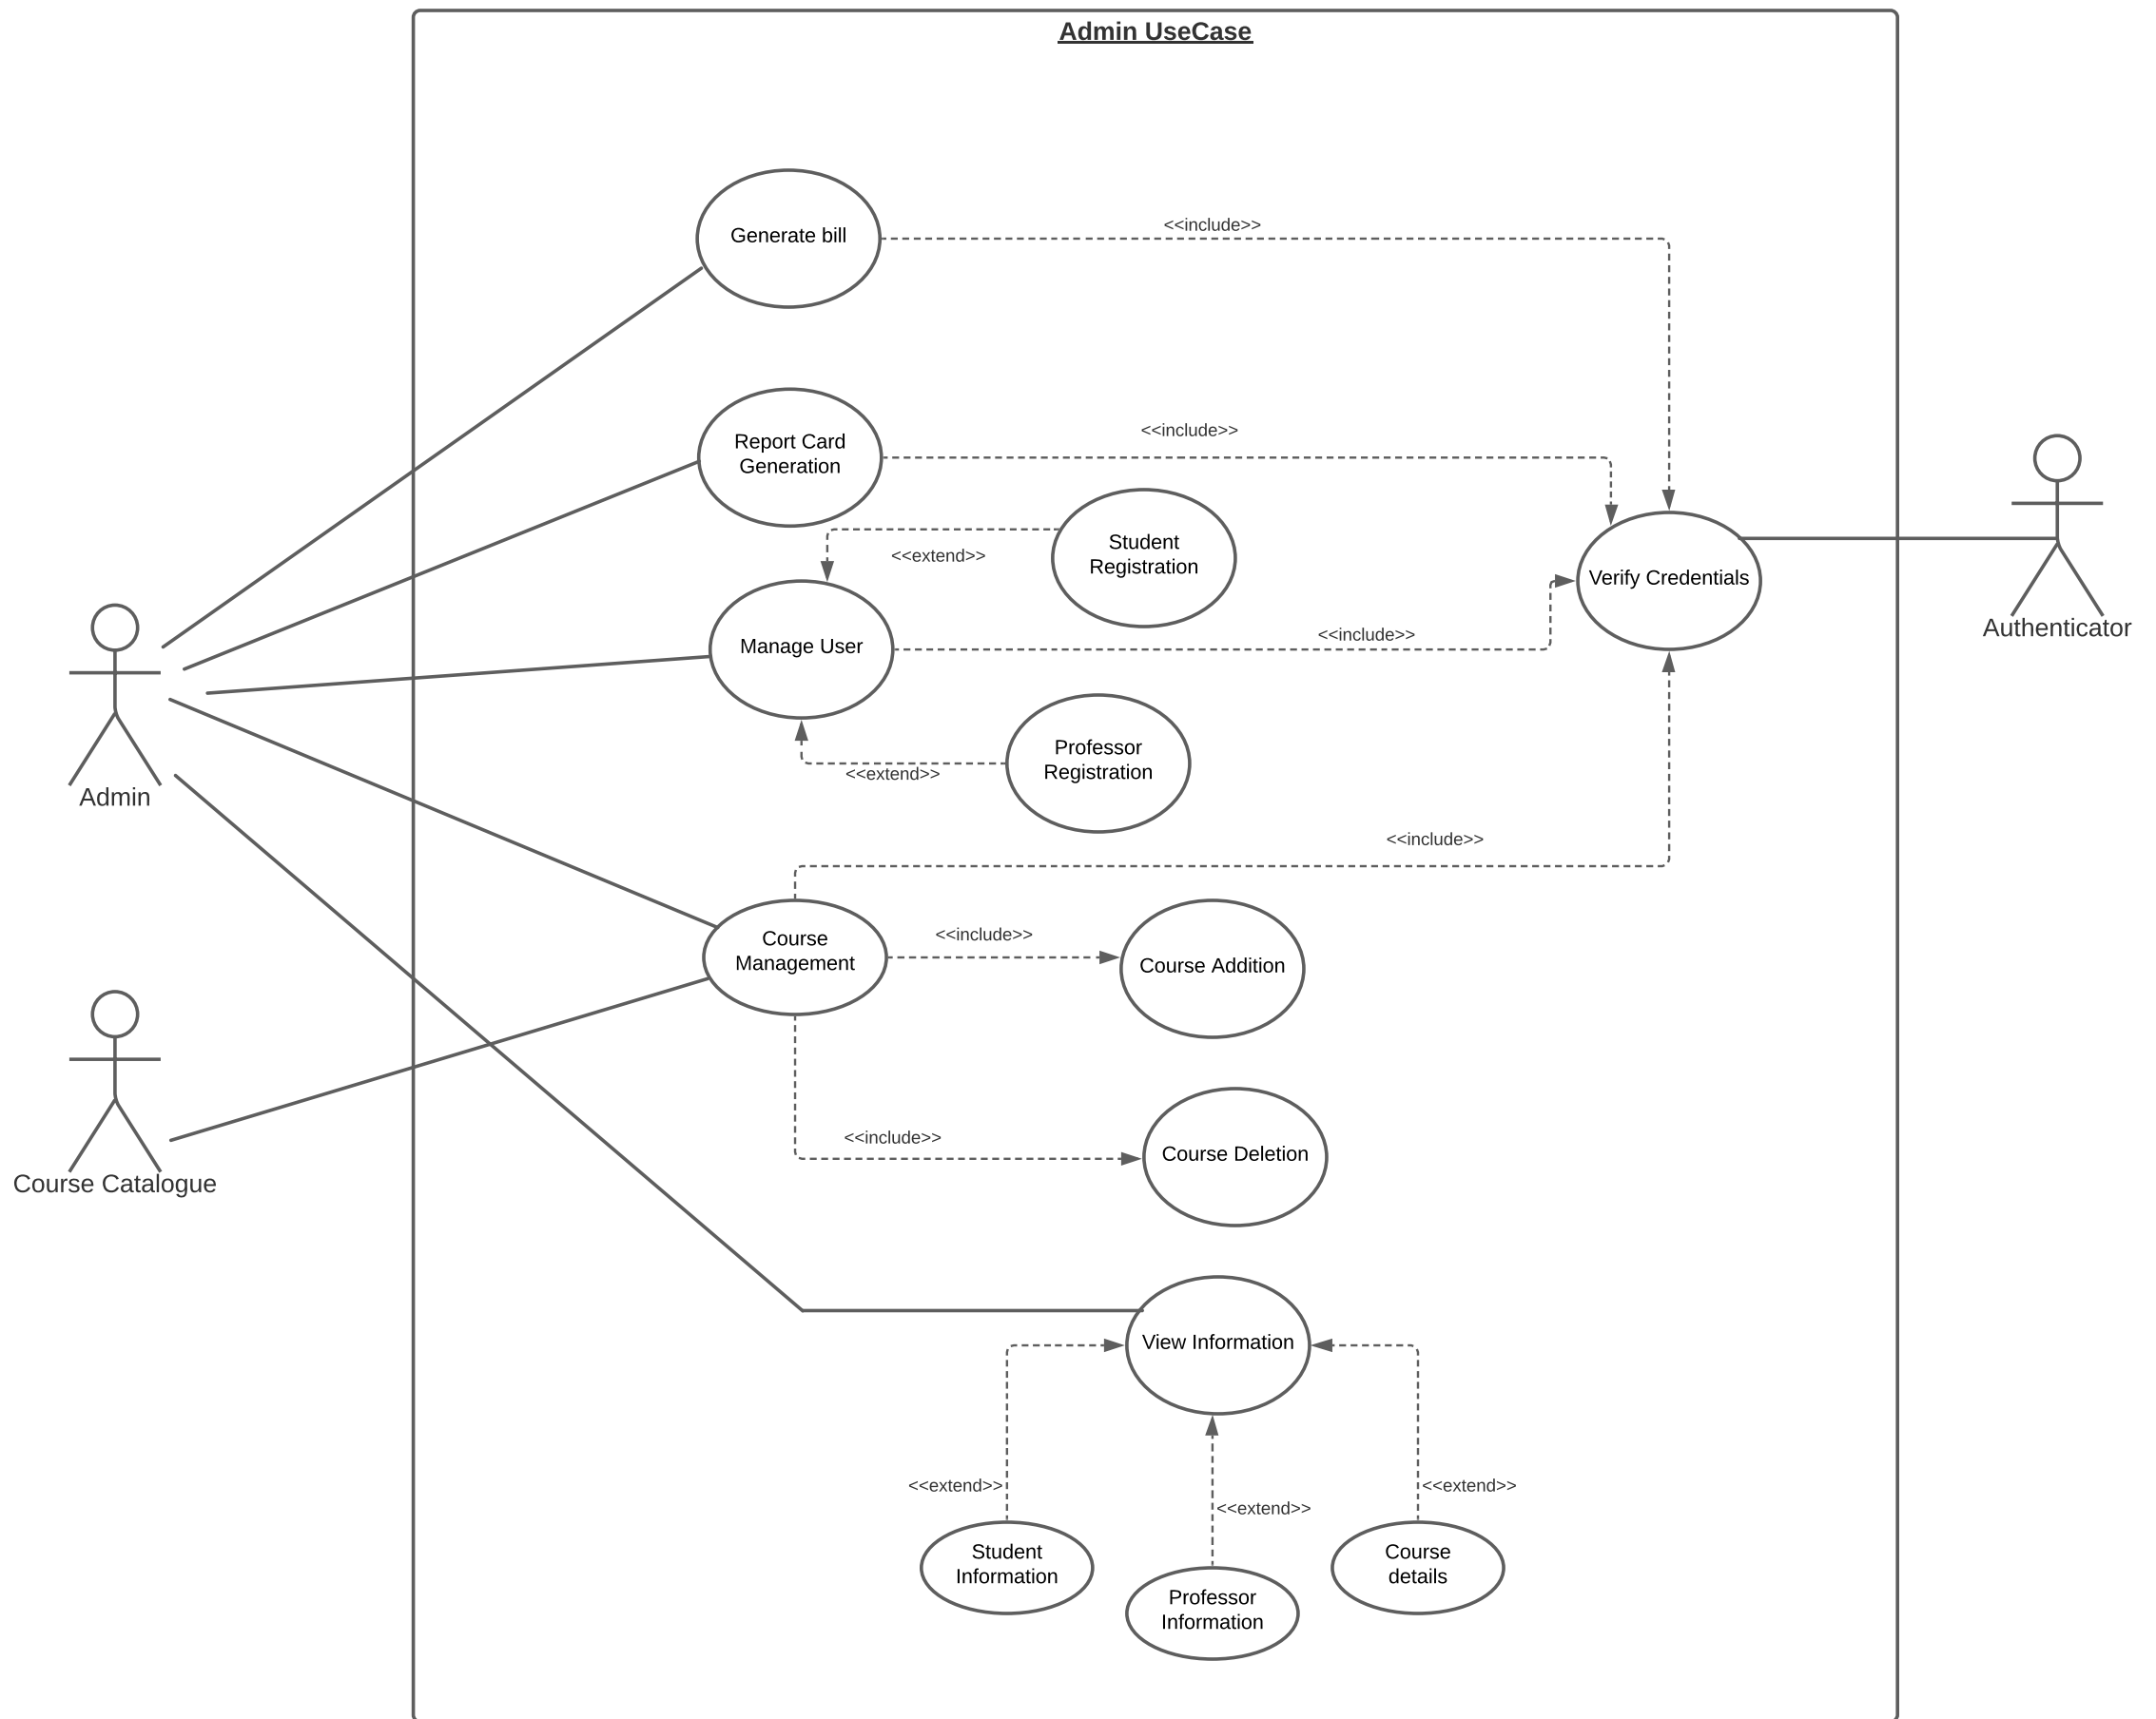 Admin UseCase
Generate bill
<<include>>
Report Card
Generation
<<include>>
Student
Registration
<<extend>>
Verify Credentials
Authenticator
Manage User
<<include>>
Professor
Registration
<<extend>>
Admin
<<include>>
Course
Management
<<include>>
Course Addition
Course Catalogue
<<include>>
Course Deletion
View Information
<<extend>>
<<extend>>
<<extend>>
Student
Information
Professor
Information
Course
details